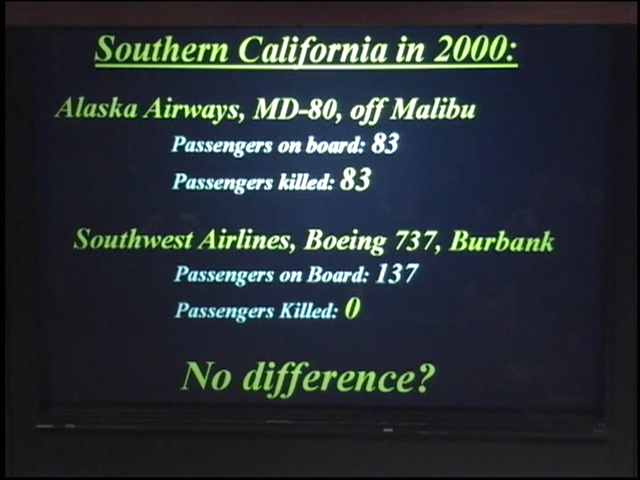 Southern California in 2000:
Alaska Airways, MD-80, off Malibu
Passengers on board: 83
Passengers killed: 83
Southwest Airlines, Boeing 737, Burbank
Passengers on Board: 137
Passengers Killed: 0
No difference?